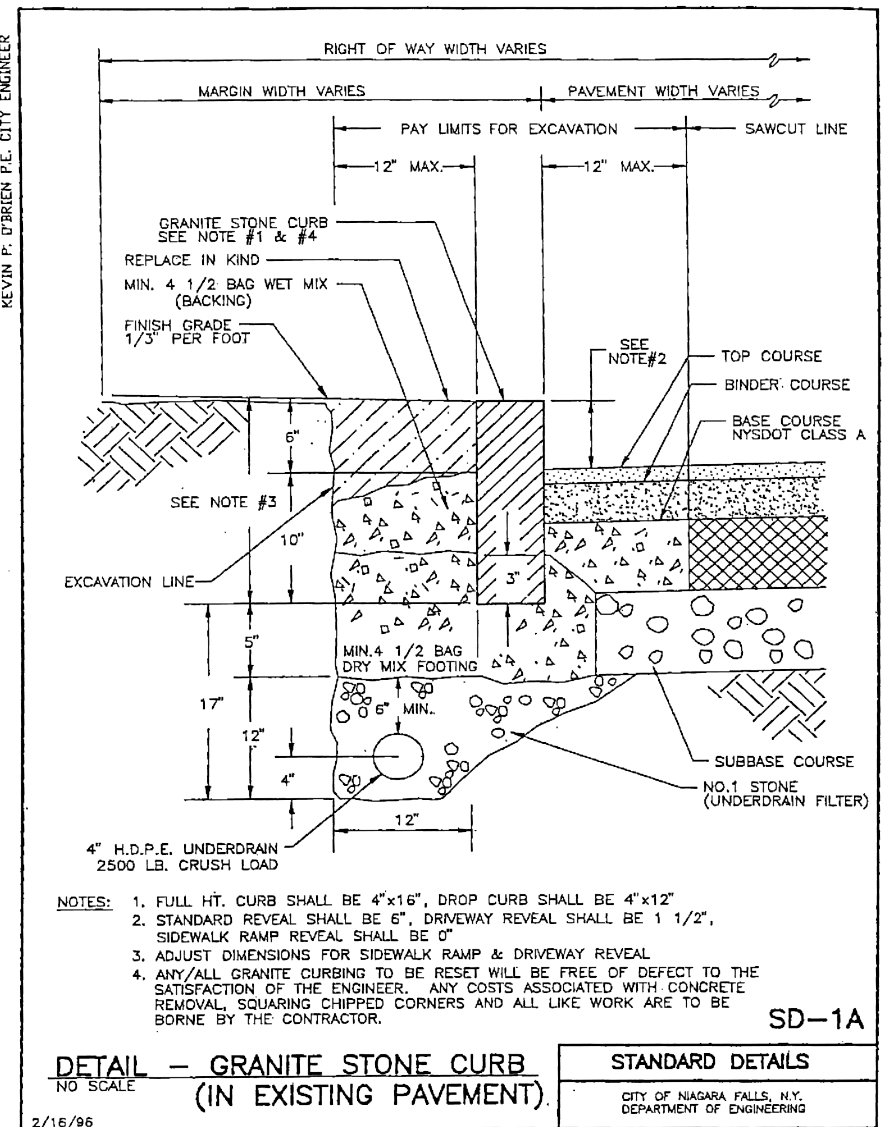 KEVIN P. O'BRIEN P.E. CITY ENGINEER
RIGHT OF WAY WIDTH VARIES
MARGIN WIDTH VARIES
PAVEMENT WIDTH VARIES
PAY LIMITS FOR EXCAVATION
SAWCUT LINE
12" MAX.
12" MAX.
GRANITE STONE CURB
SEE NOTE #1 & #4
REPLACE IN KIND
MIN. 4 1/2 BAG WET MIX
(BACKING)
FINISH GRADE
1/3" PER FOOT
SEE
NOTE#2
TOP COURSE
BINDER COURSE
BASE COURSE
NYSDOT CLASS A
6"
SEE NOTE #3
10"
EXCAVATION LINE
3"
5"
MIN.4 1/2 BAG
DRY MIX FOOTING
17"
6" MIN.
12"
4"
SUBBASE COURSE
NO.1 STONE
(UNDERDRAIN FILTER)
12"
4" H.D.P.E. UNDERDRAIN
2500 LB. CRUSH LOAD
NOTES: 1. FULL HT. CURB SHALL BE 4"x16", DROP CURB SHALL BE 4"x12"
2. STANDARD REVEAL SHALL BE 6", DRIVEWAY REVEAL SHALL BE 1 1/2",
SIDEWALK RAMP REVEAL SHALL BE 0"
3. ADJUST DIMENSIONS FOR SIDEWALK RAMP & DRIVEWAY REVEAL
4. ANY/ALL GRANITE CURBING TO BE RESET WILL BE FREE OF DEFECT TO THE
SATISFACTION OF THE ENGINEER. ANY COSTS ASSOCIATED WITH CONCRETE
REMOVAL, SQUARING CHIPPED CORNERS AND ALL LIKE WORK ARE TO BE
BORNE BY THE CONTRACTOR.
SD-1A
DETAIL - GRANITE STONE CURB
NO SCALE
(IN EXISTING PAVEMENT)
STANDARD DETAILS
CITY OF NIAGARA FALLS, N.Y.
DEPARTMENT OF ENGINEERING
2/16/96